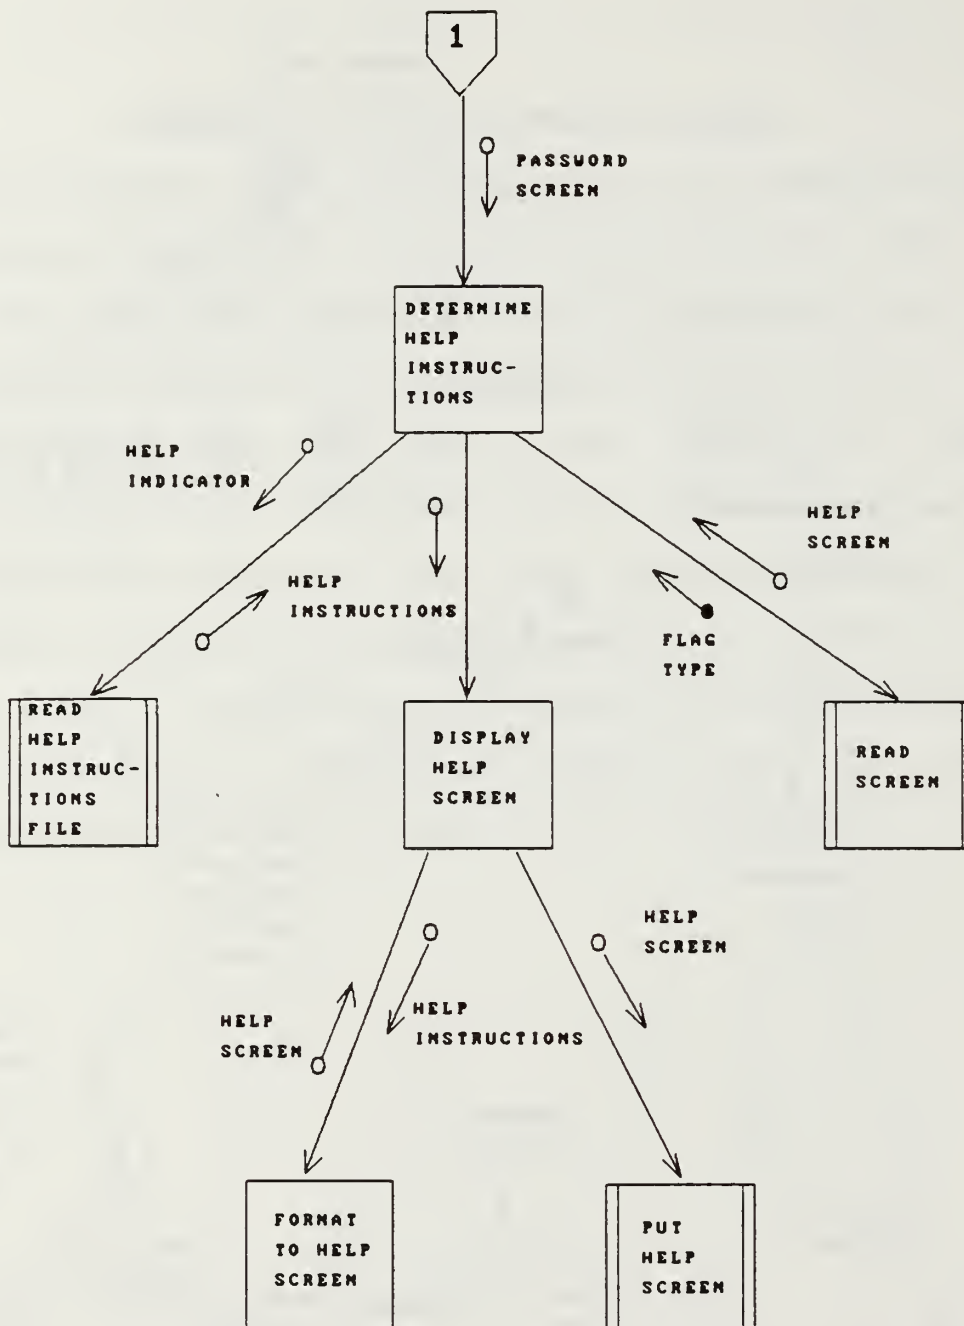 1
PASSWORD
SCREEN
DETERMINE
HELP
INSTRUC-
TIONS
HELP
INDICATOR
HELP
INSTRUCTIONS
HELP
SCREEN
FLAG
TYPE
READ
HELP
INSTRUC-
TIONS
FILE
DISPLAY
HELP
SCREEN
READ
SCREEN
HELP
SCREEN
HELP
INSTRUCTIONS
HELP
SCREEN
FORMAT
TO HELP
SCREEN
PUT
HELP
SCREEN